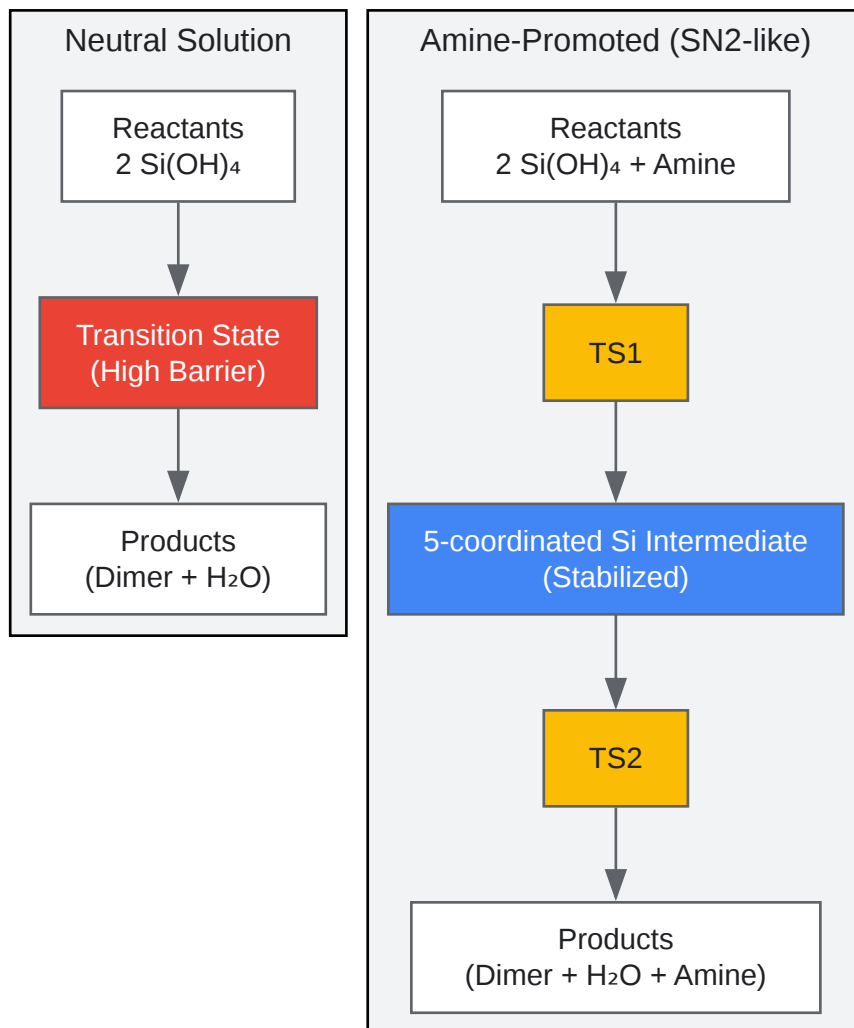 Neutral Solution
Reactants
2 Si(OH)₄
Transition State
(High Barrier)
Products
(Dimer + H₂O)
Amine-Promoted (SN2-like)
Reactants
2 Si(OH)₄ + Amine
TS1
5-coordinated Si Intermediate
(Stabilized)
TS2
Products
(Dimer + H₂O + Amine)